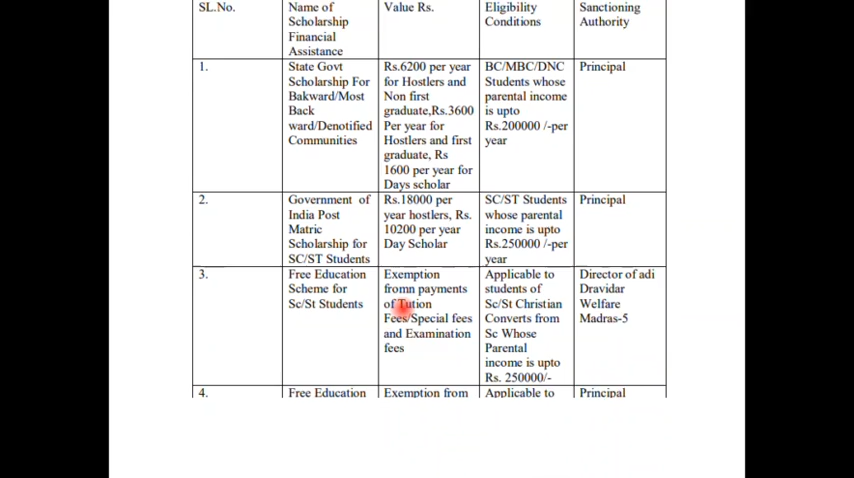 SL.No.
Name of
Scholarship
Financial
Assistance
Value Rs.
Eligibility
Conditions
Sanctioning
Authority
1.
State Govt
Scholarship For
Bakward/Most
Back
ward/Denotified
Communities
Rs.6200 per year
for Hostlers and
Non first
graduate,Rs.3600
Per year for
Hostlers and first
graduate, Rs
1600 per year for
Days scholar
BC/MBC/DNC
Students whose
parental income
is upto
Rs.200000 /-per
year
Principal
2.
Government of
India Post
Matric
Scholarship for
SC/ST Students
Rs.18000 per
year hostlers, Rs.
10200 per year
Day Scholar
SC/ST Students
whose parental
income is upto
Rs.250000 /-per
year
Principal
3.
Free Education
Scheme for
Sc/St Students
Exemption
fromn payments
of Tution
Fees/Special fees
and Examination
fees
Applicable to
students of
Sc/St Christian
Converts from
Sc Whose
Parental
income is upto
Rs. 250000/-
Director of adi
Dravidar
Welfare
Madras-5
4.
Free Education
Exemption from
Applicable to
Principal